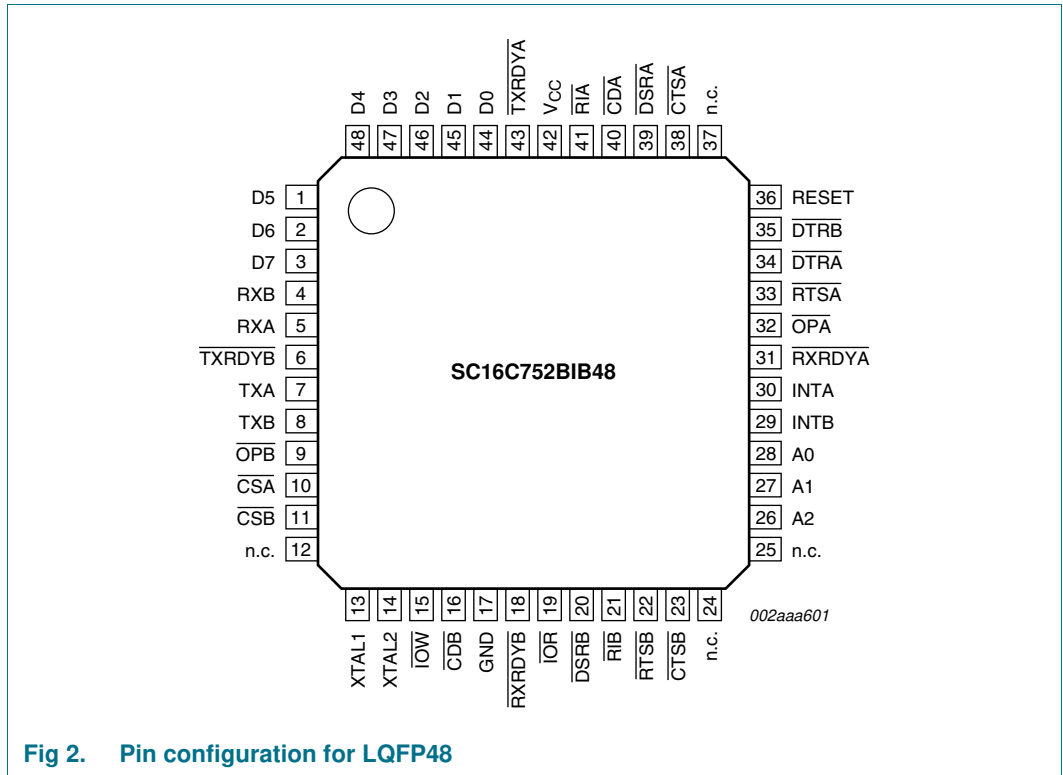 D4 D3 D2 D1 D0 TXRDYA VCC RIA CDA DSRA CTSA n.c.
48 47 46 45 44 43 42 41 40 39 38 37
D5 1
D6 2
D7 3
RXB 4
RXA 5
TXRDYB 6
TXA 7
TXB 8
OPB 9
CSA 10
CSB 11
n.c. 12
SC16C752BIB48
36 RESET
35 DTRB
34 DTRA
33 RTSA
32 OPA
31 RXRDYA
30 INTA
29 INTB
28 A0
27 A1
26 A2
25 n.c.
13 14 15 16 17 18 19 20 21 22 23 24
XTAL1 XTAL2 IOW CDB GND RXRDYB IOR DSRB RIB RTSB CTSB n.c.
002aaa601
Fig 2. Pin configuration for LQFP48